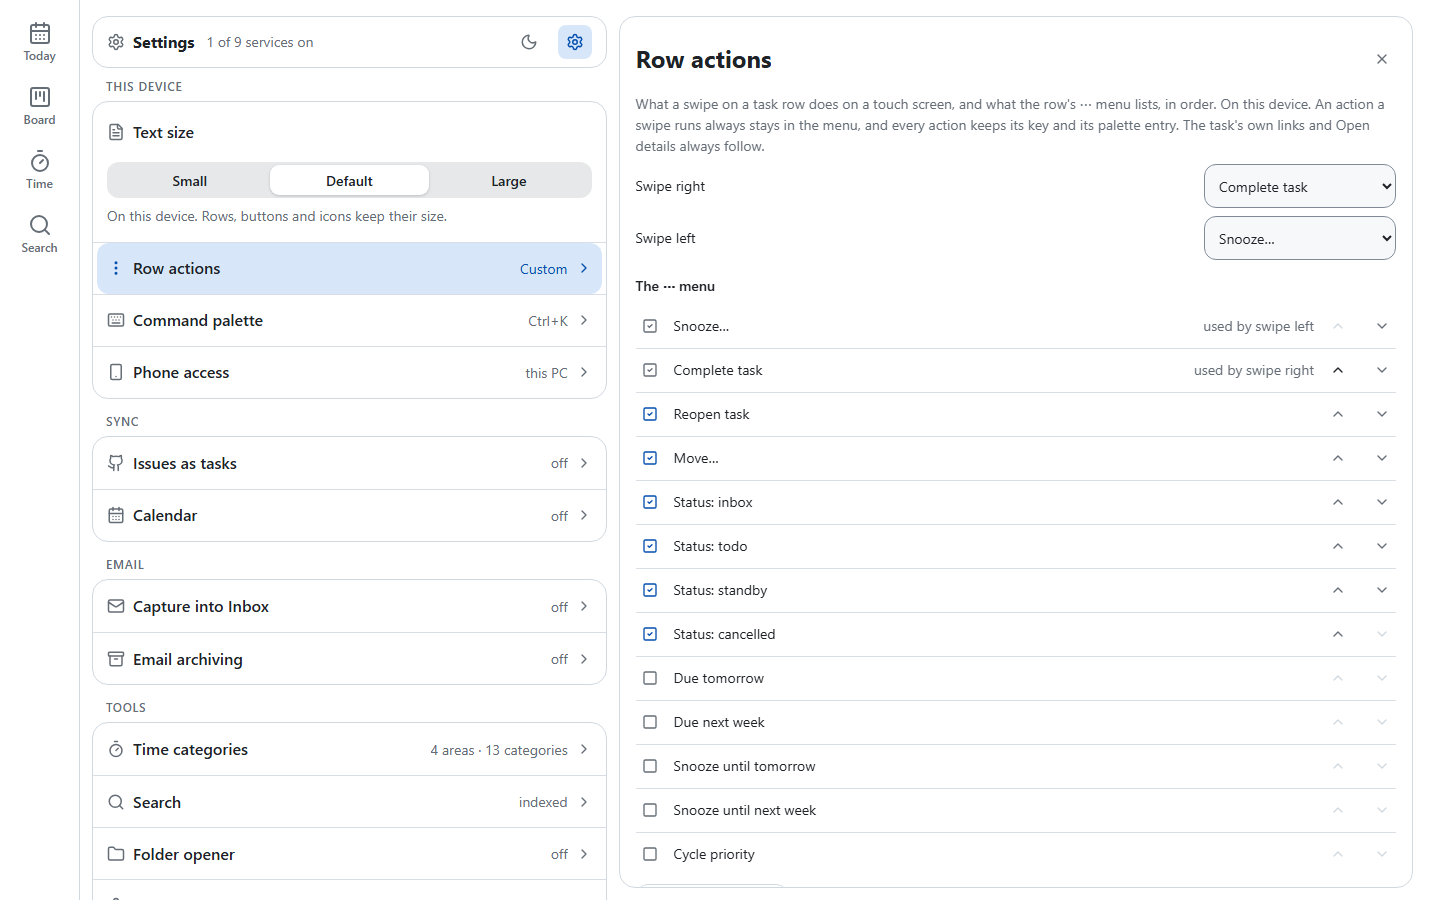 Today
Board
Time
Search
Settings 1 of 9 services on
THIS DEVICE
Text size
Small Default Large
On this device. Rows, buttons and icons keep their size.
Row actions Custom
Command palette Ctrl+K
Phone access this PC
SYNC
Issues as tasks off
Calendar off
EMAIL
Capture into Inbox off
Email archiving off
TOOLS
Time categories 4 areas · 13 categories
Search indexed
Folder opener off
Row actions
What a swipe on a task row does on a touch screen, and what the row's ··· menu lists, in order. On this device. An action a
swipe runs always stays in the menu, and every action keeps its key and its palette entry. The task's own links and Open
details always follow.
Swipe right Complete task
Swipe left Snooze...
The ··· menu
Snooze... used by swipe left
Complete task used by swipe right
Reopen task
Move...
Status: inbox
Status: todo
Status: standby
Status: cancelled
Due tomorrow
Due next week
Snooze until tomorrow
Snooze until next week
Cycle priority